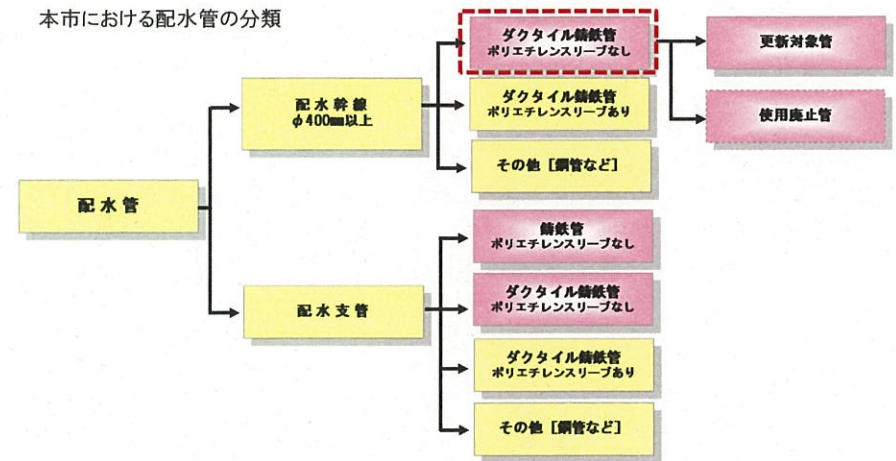 本市における配水管の分類
ダクタイル鋳鉄管
ポリエチレンスリーブなし
更新対象管
配水幹線
φ400㎜以上
ダクタイル鋳鉄管
ポリエチレンスリーブあり
使用廃止管
その他［鋼管など］
配水管
鋳鉄管
ポリエチレンスリーブなし
配水支管
ダクタイル鋳鉄管
ポリエチレンスリーブなし
ダクタイル鋳鉄管
ポリエチレンスリーブあり
その他［鋼管など］